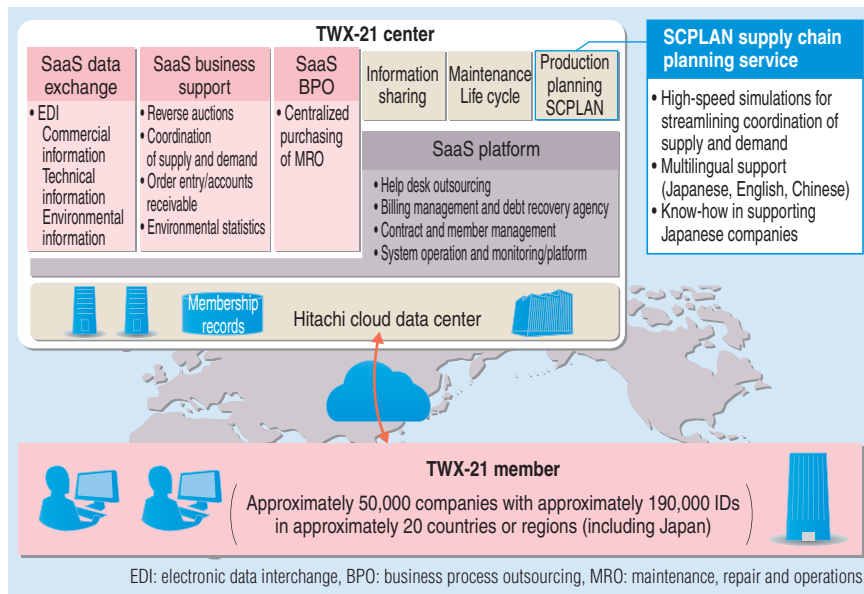 TWX-21 center
SaaS data
exchange
• EDI
Commercial
information
Technical
information
Environmental
information
SaaS business
support
• Reverse auctions
• Coordination
of supply and demand
• Order entry/accounts
receivable
• Environmental statistics
SaaS
BPO
• Centralized
purchasing
of MRO
Information
sharing
Maintenance
Life cycle
Production
planning
SCPLAN
SaaS platform
• Help desk outsourcing
• Billing management and debt recovery agency
• Contract and member management
• System operation and monitoring/platform
SCPLAN supply chain
planning service
• High-speed simulations for
streamlining coordination of
supply and demand
• Multilingual support
(Japanese, English, Chinese)
• Know-how in supporting
Japanese companies
Membership
records
Hitachi cloud data center
TWX-21 member
Approximately 50,000 companies with approximately 190,000 IDs
in approximately 20 countries or regions (including Japan)
EDI: electronic data interchange, BPO: business process outsourcing, MRO: maintenance, repair and operations